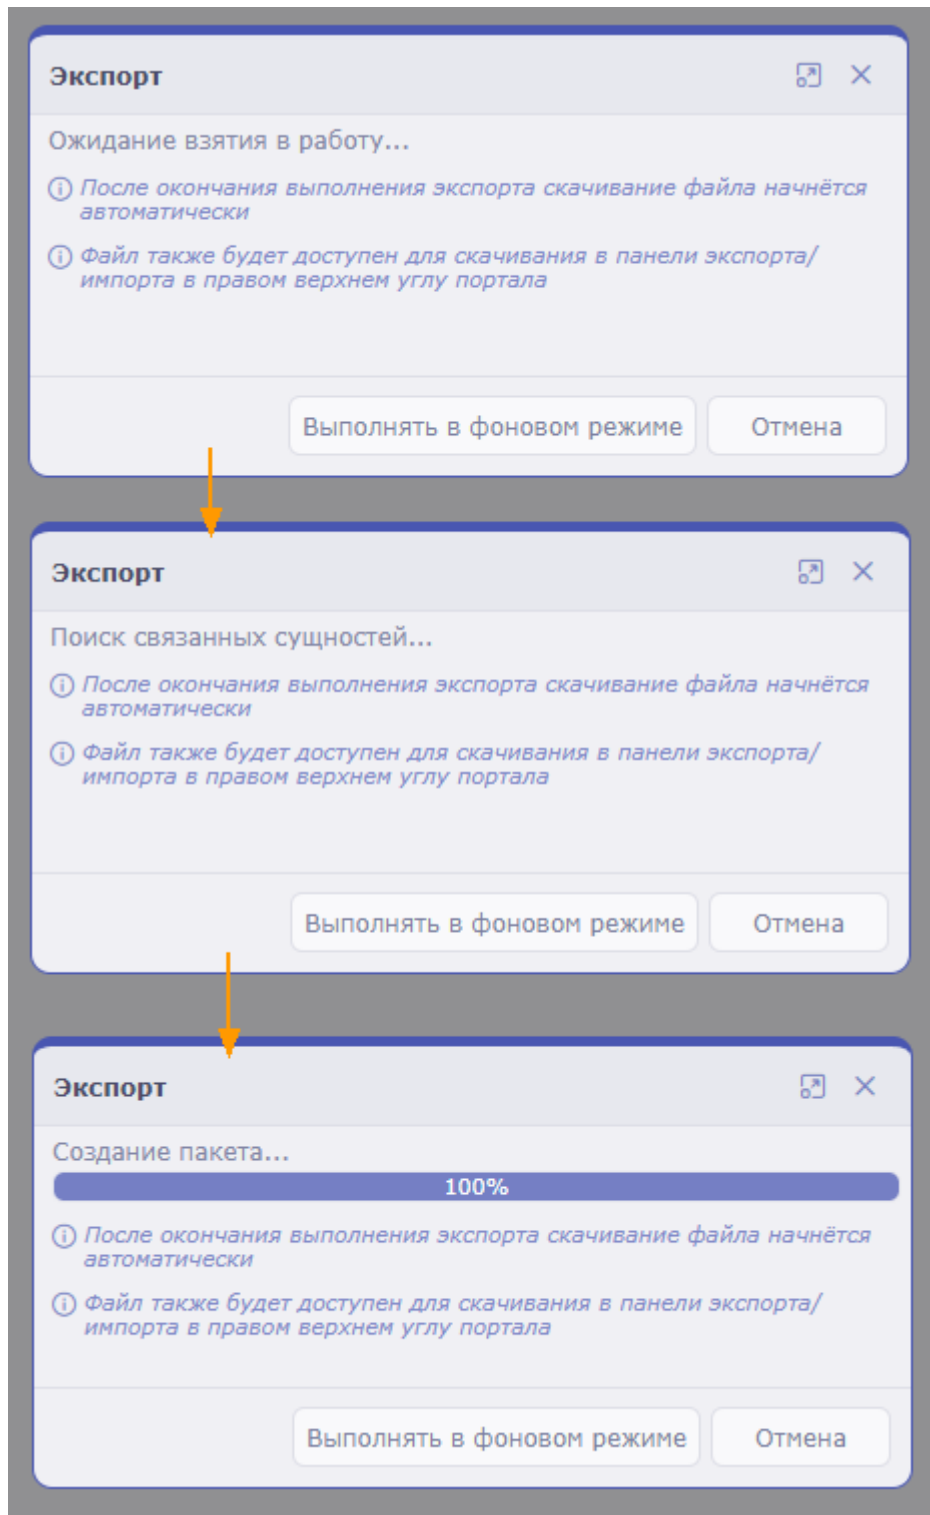 Экспорт
Ожидание взятия в работу...
После окончания выполнения экспорта скачивание файла начнётся
автоматически
Файл также будет доступен для скачивания в панели экспорта/
импорта в правом верхнем углу портала
Выполнять в фоновом режиме
Отмена
Экспорт
Поиск связанных сущностей...
После окончания выполнения экспорта скачивание файла начнётся
автоматически
Файл также будет доступен для скачивания в панели экспорта/
импорта в правом верхнем углу портала
Выполнять в фоновом режиме
Отмена
Экспорт
Создание пакета...
100%
После окончания выполнения экспорта скачивание файла начнётся
автоматически
Файл также будет доступен для скачивания в панели экспорта/
импорта в правом верхнем углу портала
Выполнять в фоновом режиме
Отмена